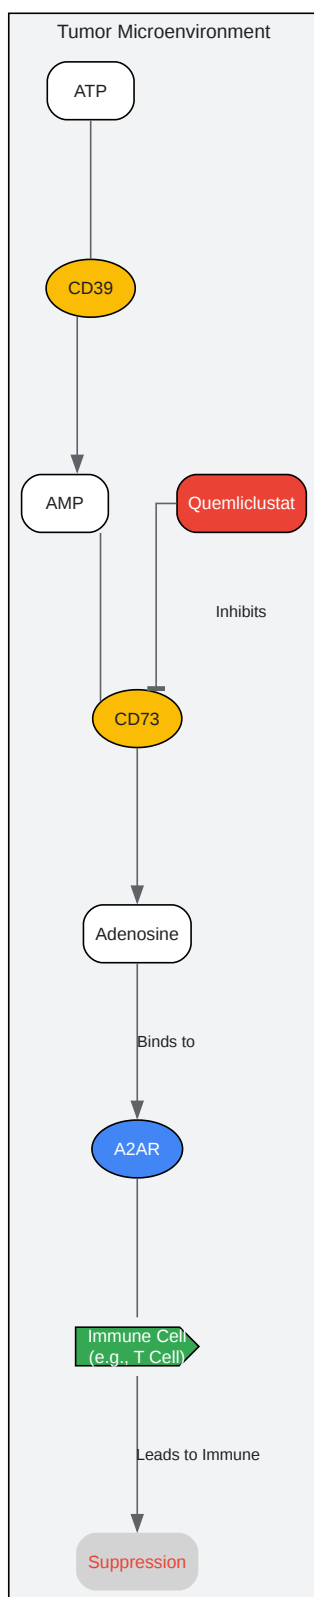 Tumor Microenvironment
ATP
CD39
AMP
Quemliclustat
Inhibits
CD73
Adenosine
Binds to
A2AR
Immune Cell
(e.g., T Cell)
Leads to Immune
Suppression